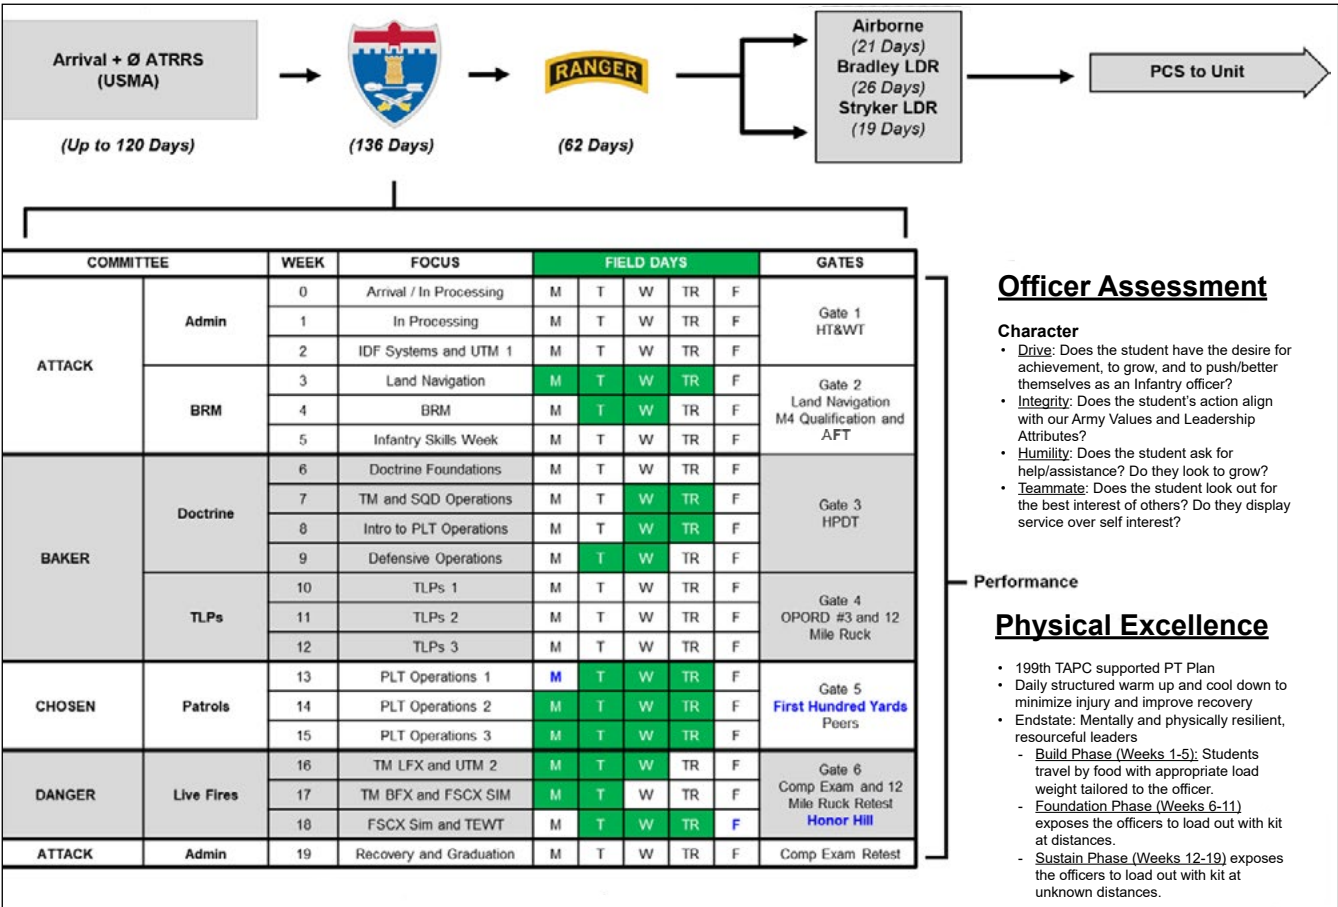 Arrival + Ø ATRRS
(USMA)
(Up to 120 Days)
(136 Days)
RANGER
(62 Days)
Airborne
(21 Days)
Bradley LDR
(26 Days)
Stryker LDR
(19 Days)
PCS to Unit
COMMITTEE WEEK FOCUS FIELD DAYS GATES
ATTACK
Admin
0 Arrival / In Processing M T W TR F
1 In Processing M T W TR F
2 IDF Systems and UTM 1 M T W TR F
Gate 1
HT&WT
BRM
3 Land Navigation M T W TR F
4 BRM M T W TR F
5 Infantry Skills Week M T W TR F
Gate 2
Land Navigation
M4 Qualification and
AFT
BAKER
Doctrine
6 Doctrine Foundations M T W TR F
7 TM and SQD Operations M T W TR F
8 Intro to PLT Operations M T W TR F
9 Defensive Operations M T W TR F
Gate 3
HPDT
TLPs
10 TLPs 1 M T W TR F
11 TLPs 2 M T W TR F
12 TLPs 3 M T W TR F
Gate 4
OPORD #3 and 12
Mile Ruck
CHOSEN
Patrols
13 PLT Operations 1 M T W TR F
14 PLT Operations 2 M T W TR F
15 PLT Operations 3 M T W TR F
Gate 5
First Hundred Yards
Peers
DANGER
Live Fires
16 TM LFX and UTM 2 M T W TR F
17 TM BFX and FSCX SIM M T W TR F
18 FSCX Sim and TEWT M T W TR F
Gate 6
Comp Exam and 12
Mile Ruck Retest
Honor Hill
ATTACK Admin 19 Recovery and Graduation M T W TR F Comp Exam Retest
Performance
Officer Assessment
Character
• Drive: Does the student have the desire for
achievement, to grow, and to push/better
themselves as an Infantry officer?
• Integrity: Does the student's action align
with our Army Values and Leadership
Attributes?
• Humility: Does the student ask for
help/assistance? Do they look to grow?
• Teammate: Does the student look out for
the best interest of others? Do they display
service over self interest?
Physical Excellence
• 199th TAPC supported PT Plan
• Daily structured warm up and cool down to
minimize injury and improve recovery
• Endstate: Mentally and physically resilient,
resourceful leaders
- Build Phase (Weeks 1-5): Students
travel by food with appropriate load
weight tailored to the officer.
- Foundation Phase (Weeks 6-11)
exposes the officers to load out with kit
at distances.
- Sustain Phase (Weeks 12-19) exposes
the officers to load out with kit at
unknown distances.